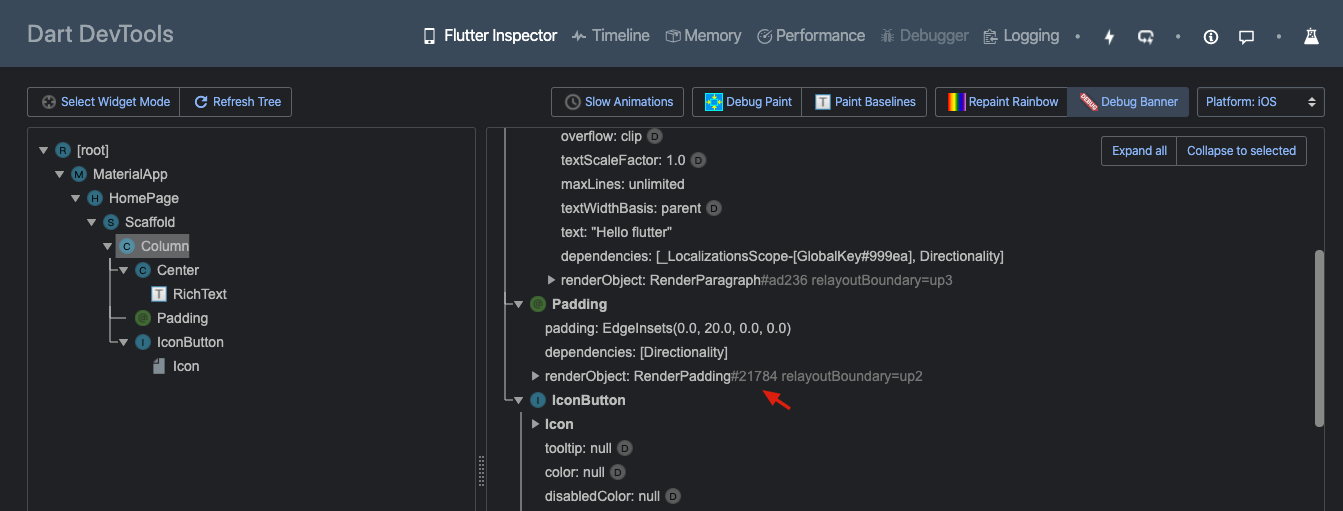 Dart DevTools
Flutter Inspector Timeline Memory Performance Debugger Logging
Select Widget Mode Refresh Tree
Slow Animations Debug Paint Paint Baselines Repaint Rainbow Debug Banner Platform: iOS
R [root]
M MaterialApp
H HomePage
S Scaffold
C Column
C Center
T RichText
@ Padding
I IconButton
Icon
Expand all Collapse to selected
overflow: clip D
textScaleFactor: 1.0 D
maxLines: unlimited
textWidthBasis: parent D
text: "Hello flutter"
dependencies: [_LocalizationsScope-[GlobalKey#999ea], Directionality]
renderObject: RenderParagraph#ad236 relayoutBoundary=up3
@ Padding
padding: EdgeInsets(0.0, 20.0, 0.0, 0.0)
dependencies: [Directionality]
renderObject: RenderPadding#21784 relayoutBoundary=up2
I IconButton
Icon
tooltip: null D
color: null D
disabledColor: null D